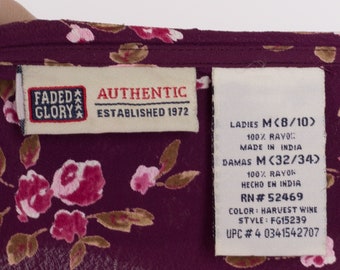 FADED
GLORY
AUTHENTIC
ESTABLISHED 1972
LADIES M (8/10)
100% RAYON
MADE IN INDIA
DAMAS M (32/34)
100% RAYON
HECHO EN INDIA
RN# 52469
COLOR: HARVEST WINE
STYLE: FG15239
UPC # 4 0341542707